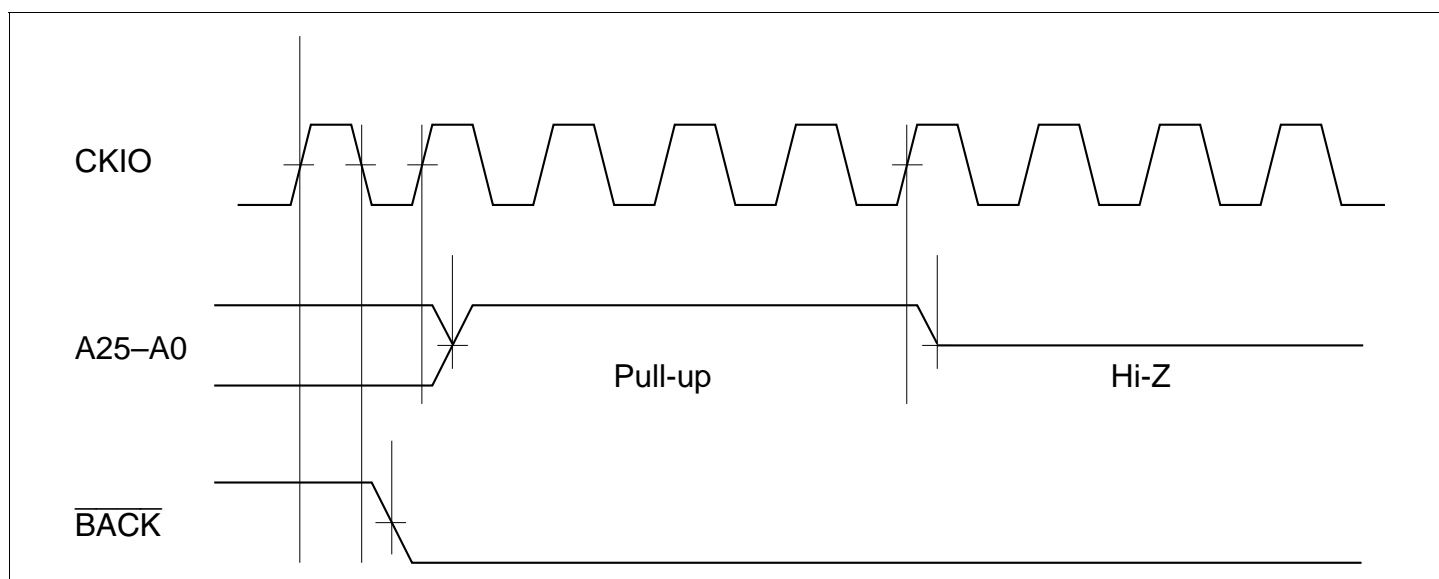 CKIO
A25–A0
Pull-up
Hi-Z
BACK